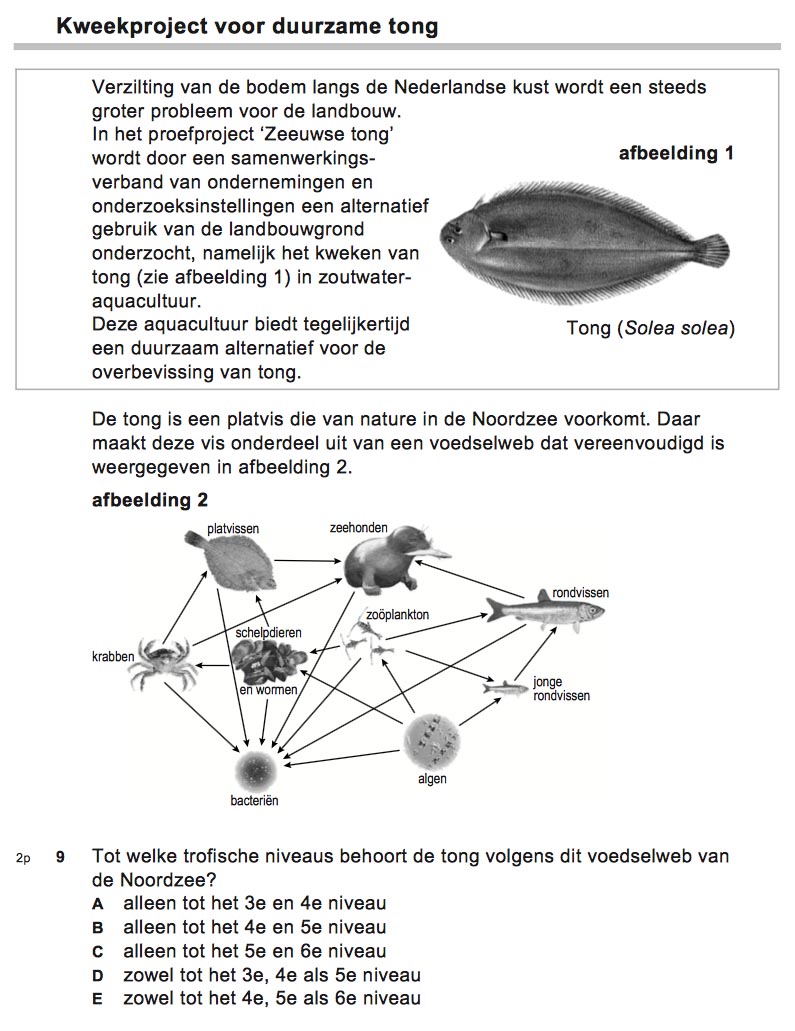 Kweekproject voor duurzame tong
Verzilting van de bodem langs de Nederlandse kust wordt een steeds
groter probleem voor de landbouw.
In het proefproject ‘Zeeuwse tong’
wordt door een samenwerkings-
verband van ondernemingen en
onderzoeksinstellingen een alternatief
gebruik van de landbouwgrond
onderzocht, namelijk het kweken van
tong (zie afbeelding 1) in zoutwater-
aquacultuur.
Deze aquacultuur biedt tegelijkertijd
een duurzaam alternatief voor de
overbevissing van tong.
afbeelding 1
Tong (Solea solea)
De tong is een platvis die van nature in de Noordzee voorkomt. Daar
maakt deze vis onderdeel uit van een voedselweb dat vereenvoudigd is
weergegeven in afbeelding 2.
afbeelding 2
platvissen
zeehonden
rondvissen
zoöplankton
schelpdieren
en wormen
krabben
jonge
rondvissen
algen
bacteriën
2p 9 Tot welke trofische niveaus behoort de tong volgens dit voedselweb van
de Noordzee?
A alleen tot het 3e en 4e niveau
B alleen tot het 4e en 5e niveau
C alleen tot het 5e en 6e niveau
D zowel tot het 3e, 4e als 5e niveau
E zowel tot het 4e, 5e als 6e niveau